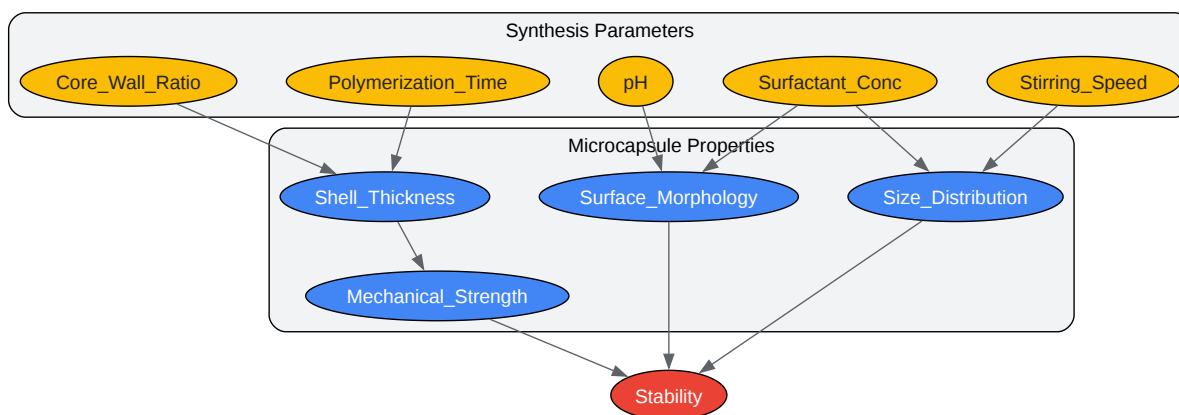 Synthesis Parameters
Core_Wall_Ratio
Polymerization_Time
pH
Surfactant_Conc
Stirring_Speed
Microcapsule Properties
Shell_Thickness
Surface_Morphology
Size_Distribution
Mechanical_Strength
Stability